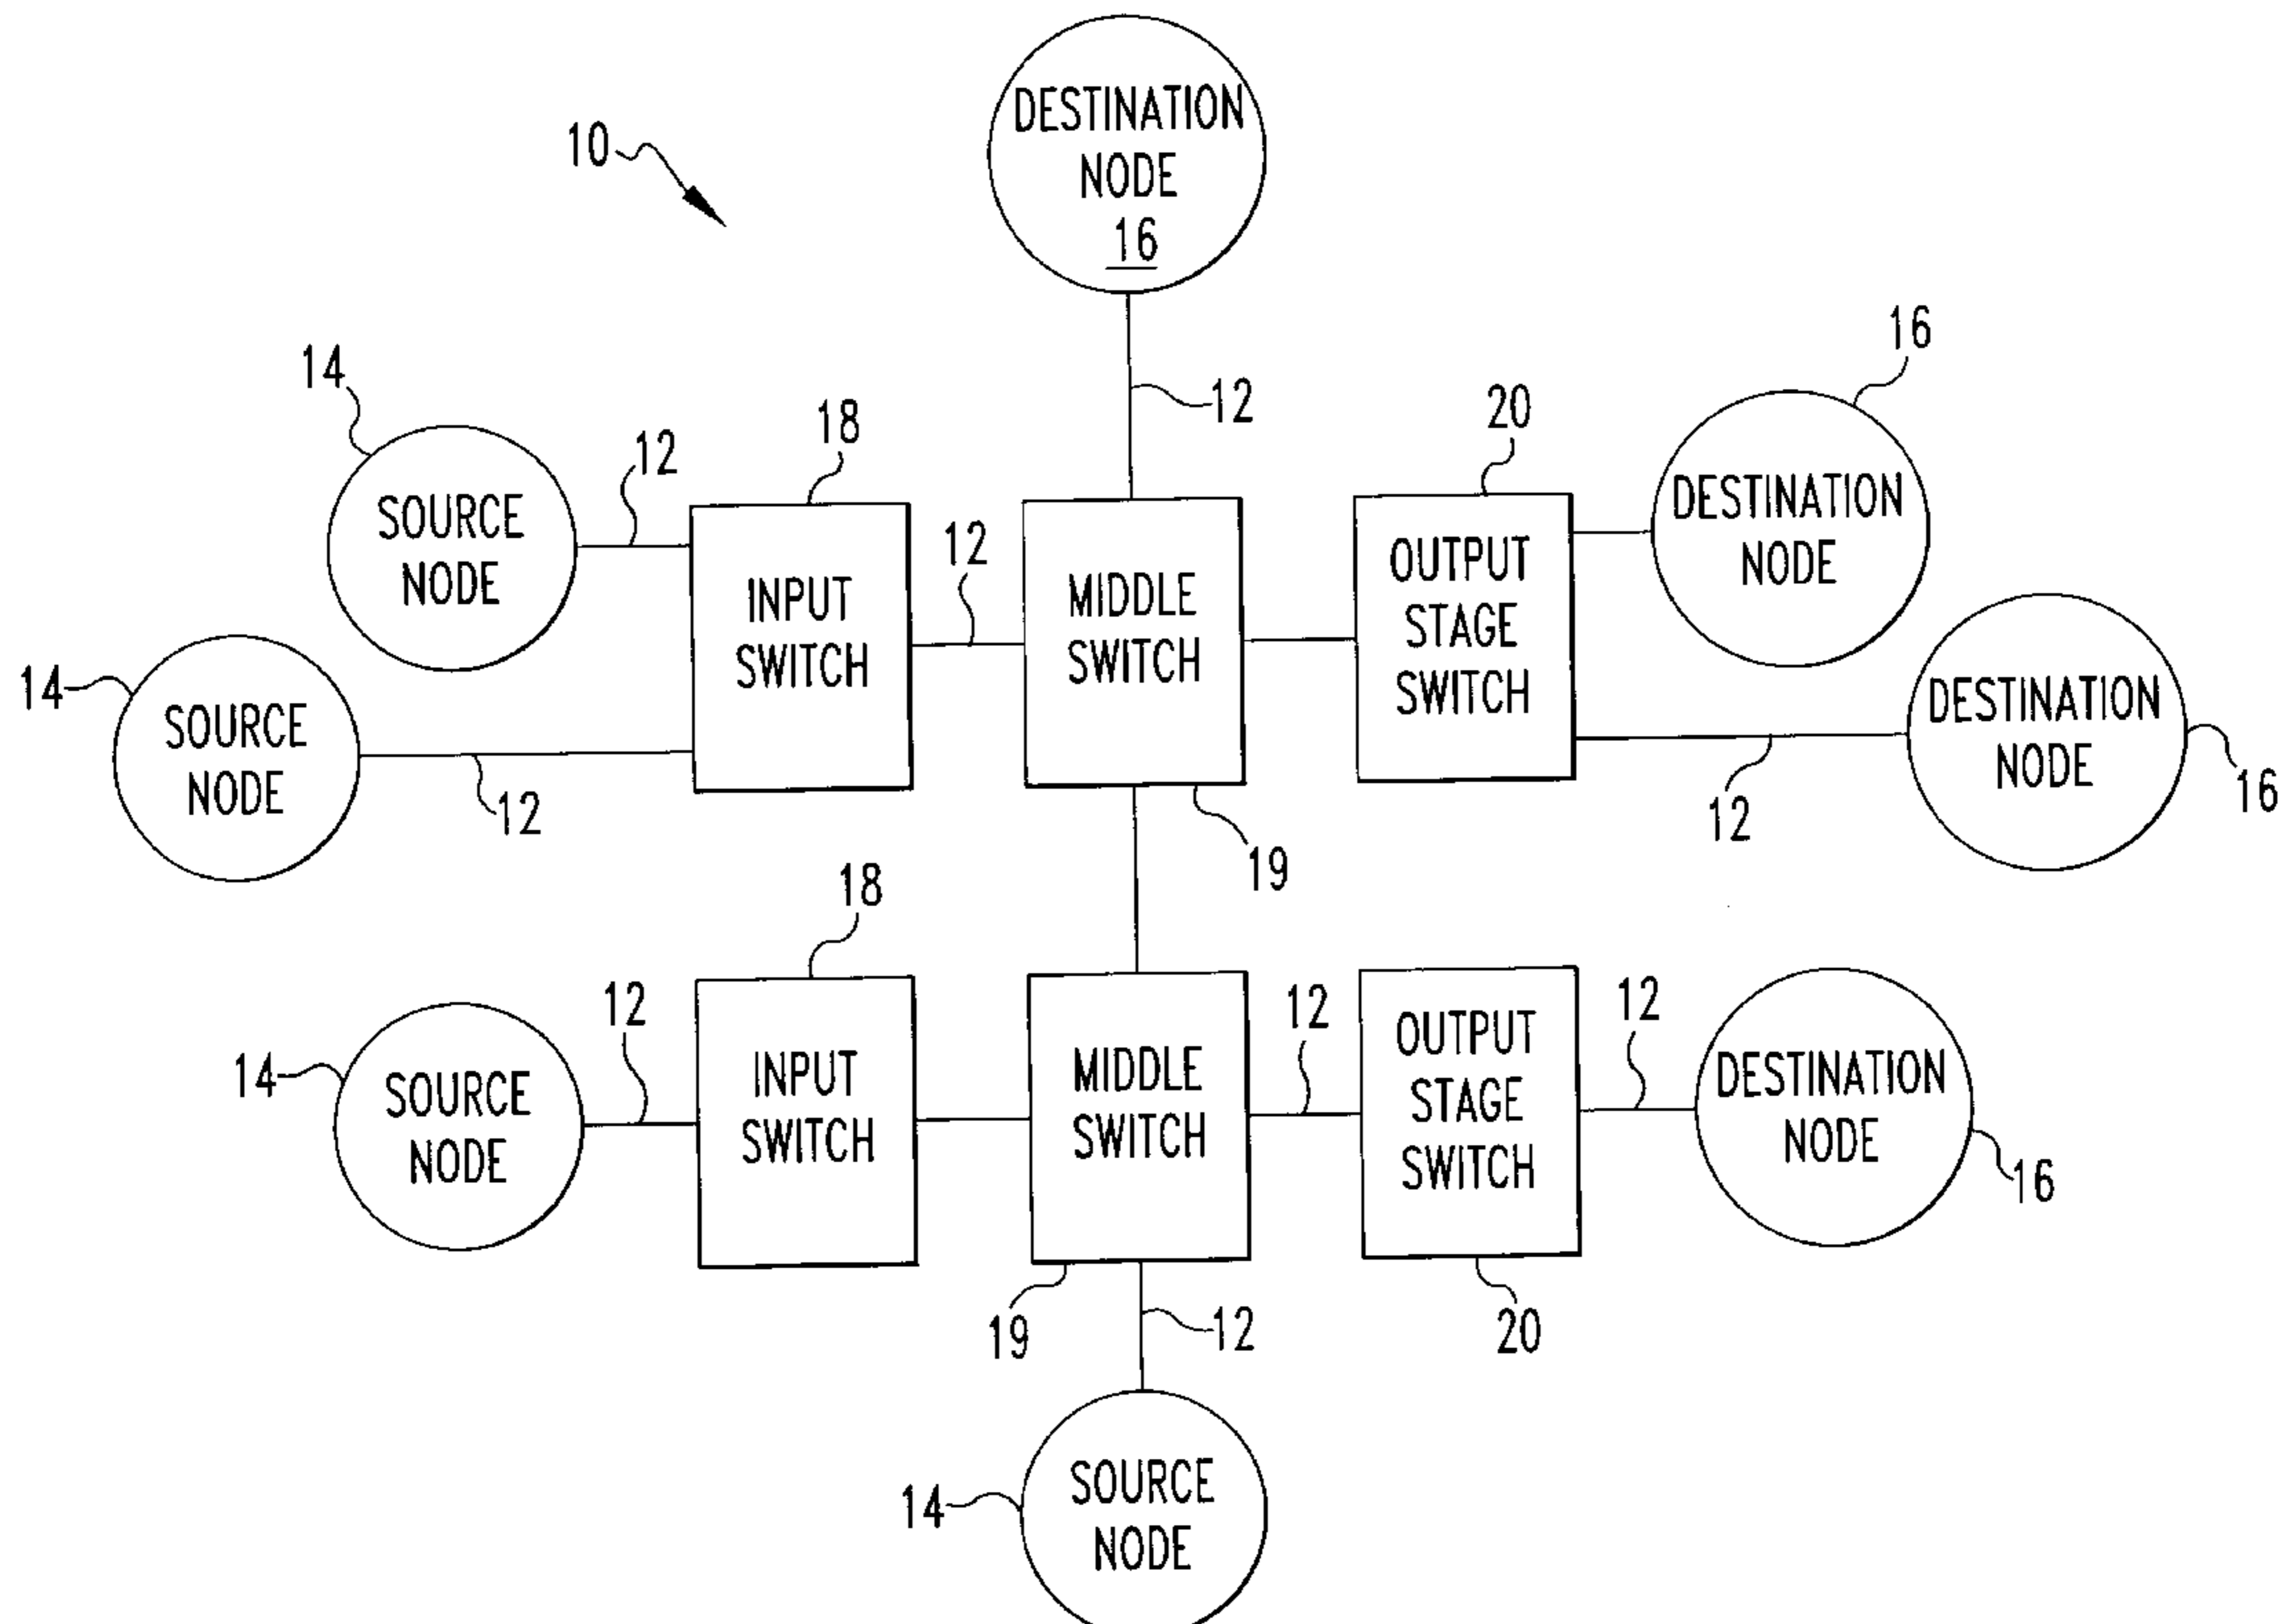 DESTINATION
NODE
16
10
12
14
SOURCE
NODE
12
18
INPUT
SWITCH
12
MIDDLE
SWITCH
19
20
OUTPUT
STAGE
SWITCH
16
DESTINATION
NODE
14
SOURCE
NODE
12
12
DESTINATION
NODE
16
14
SOURCE
NODE
12
18
INPUT
SWITCH
MIDDLE
SWITCH
19
12
OUTPUT
STAGE
SWITCH
20
12
DESTINATION
NODE
16
12
14
SOURCE
NODE